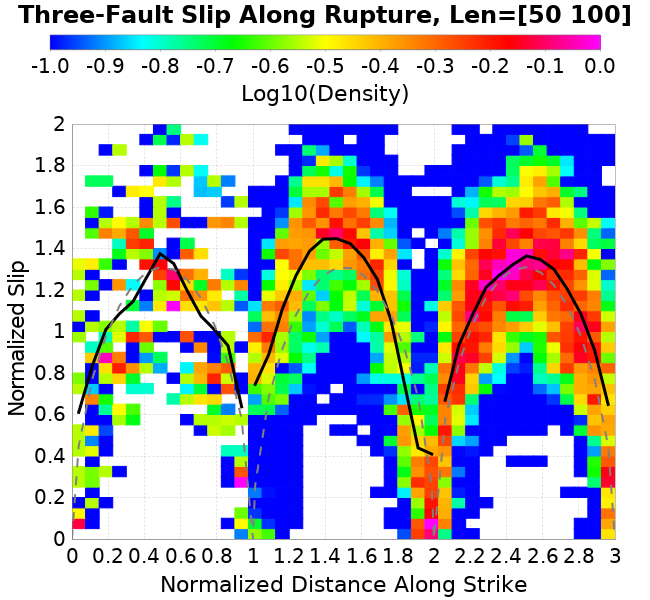 Three-Fault Slip Along Rupture, Len=[50 100]
-1.0 -0.9 -0.8 -0.7 -0.6 -0.5 -0.4 -0.3 -0.2 -0.1 0.0
Log10(Density)
2
1.8
1.6
1.4
1.2
1
0.8
0.6
0.4
0.2
0
Normalized Slip
0 0.2 0.4 0.6 0.8 1 1.2 1.4 1.6 1.8 2 2.2 2.4 2.6 2.8 3
Normalized Distance Along Strike